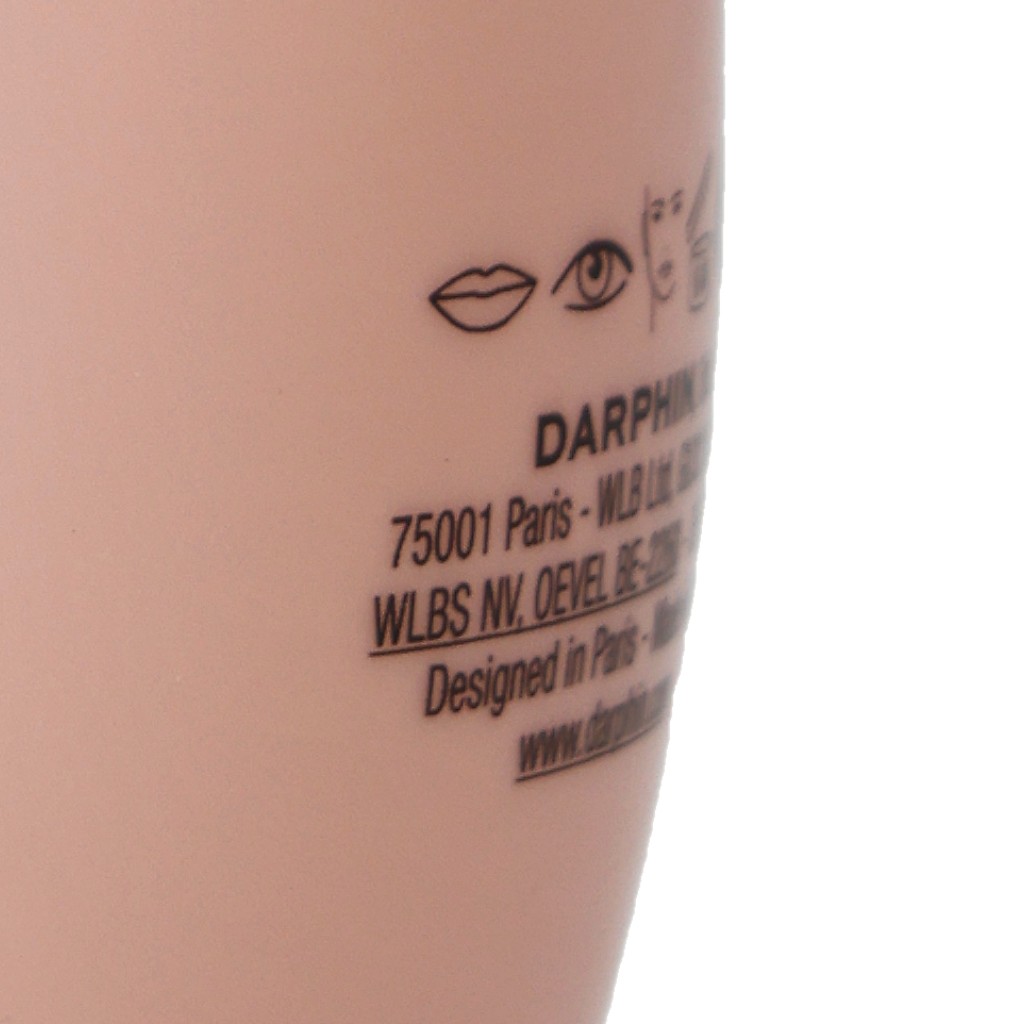 DARPHIN
75001 Paris - WLB Ltd.
WLBS NV, OEVEL BE-
Designed in Paris -
www.darphin